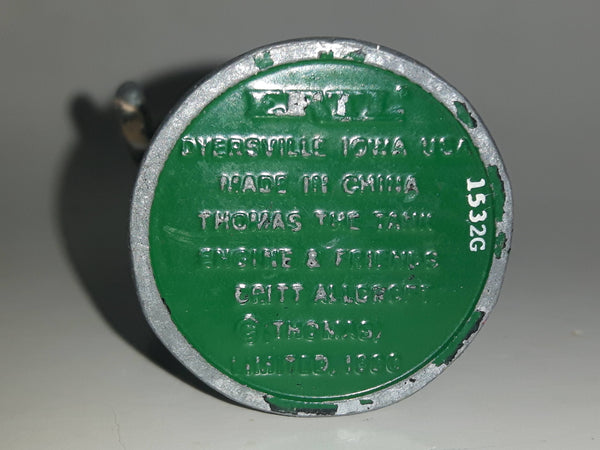 ERTL
DYERSVILLE IOWA USA
MADE IN CHINA
THOMAS THE TANK
ENGINE & FRIENDS
BRITT ALLCROFT
© THOMAS
LIMITED,
1532G